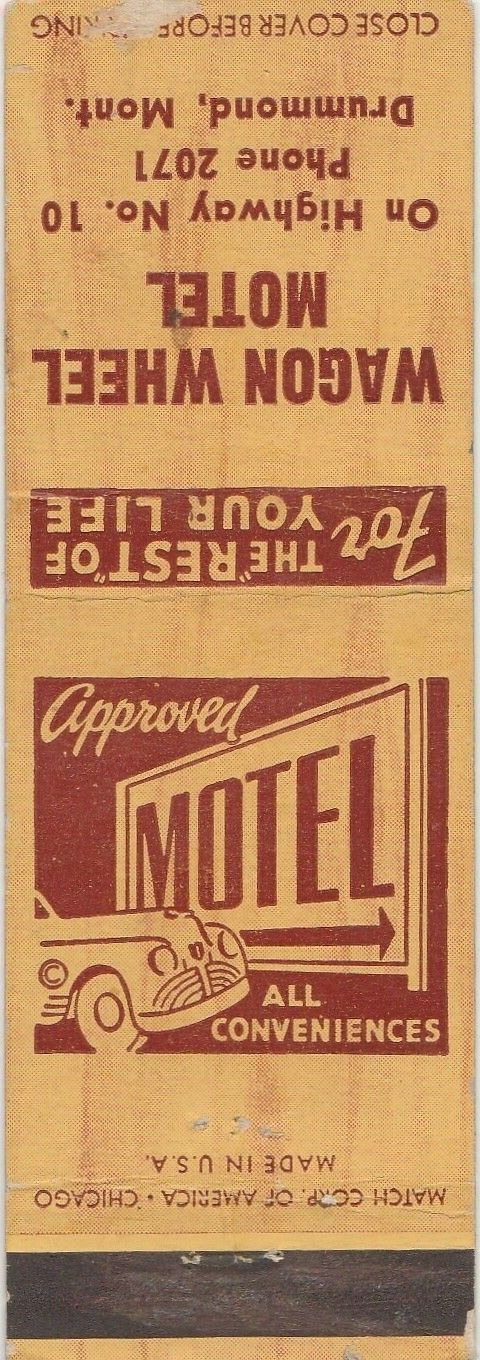 WAGON WHEEL
MOTEL
On Highway No. 10
Phone 2071
Drummond, Mont.
CLOSE COVER BEFORE
For THE "REST" OF
YOUR LIFE
Approved
MOTEL
©
ALL
CONVENIENCES
MADE IN U.S.A.
MATCH CORP. OF AMERICA • CHICAGO